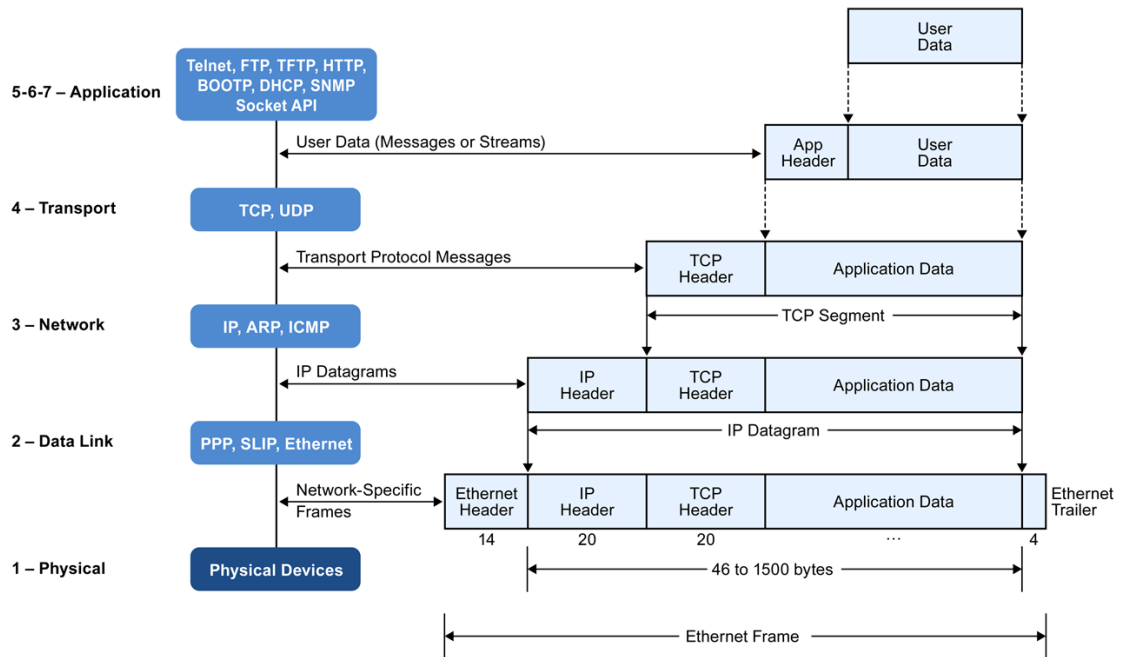 User
Data
Telnet, FTP, TFTP, HTTP,
BOOTP, DHCP, SNMP
Socket API
5-6-7 – Application
User Data (Messages or Streams)
App
Header
User
Data
4 – Transport
TCP, UDP
Transport Protocol Messages
TCP
Header
Application Data
TCP Segment
3 – Network
IP, ARP, ICMP
IP Datagrams
IP
Header
TCP
Header
Application Data
IP Datagram
2 – Data Link
PPP, SLIP, Ethernet
Network-Specific
Frames
Ethernet
Header
IP
Header
TCP
Header
Application Data
Ethernet
Trailer
14
20
20
...
4
1 – Physical
Physical Devices
46 to 1500 bytes
Ethernet Frame